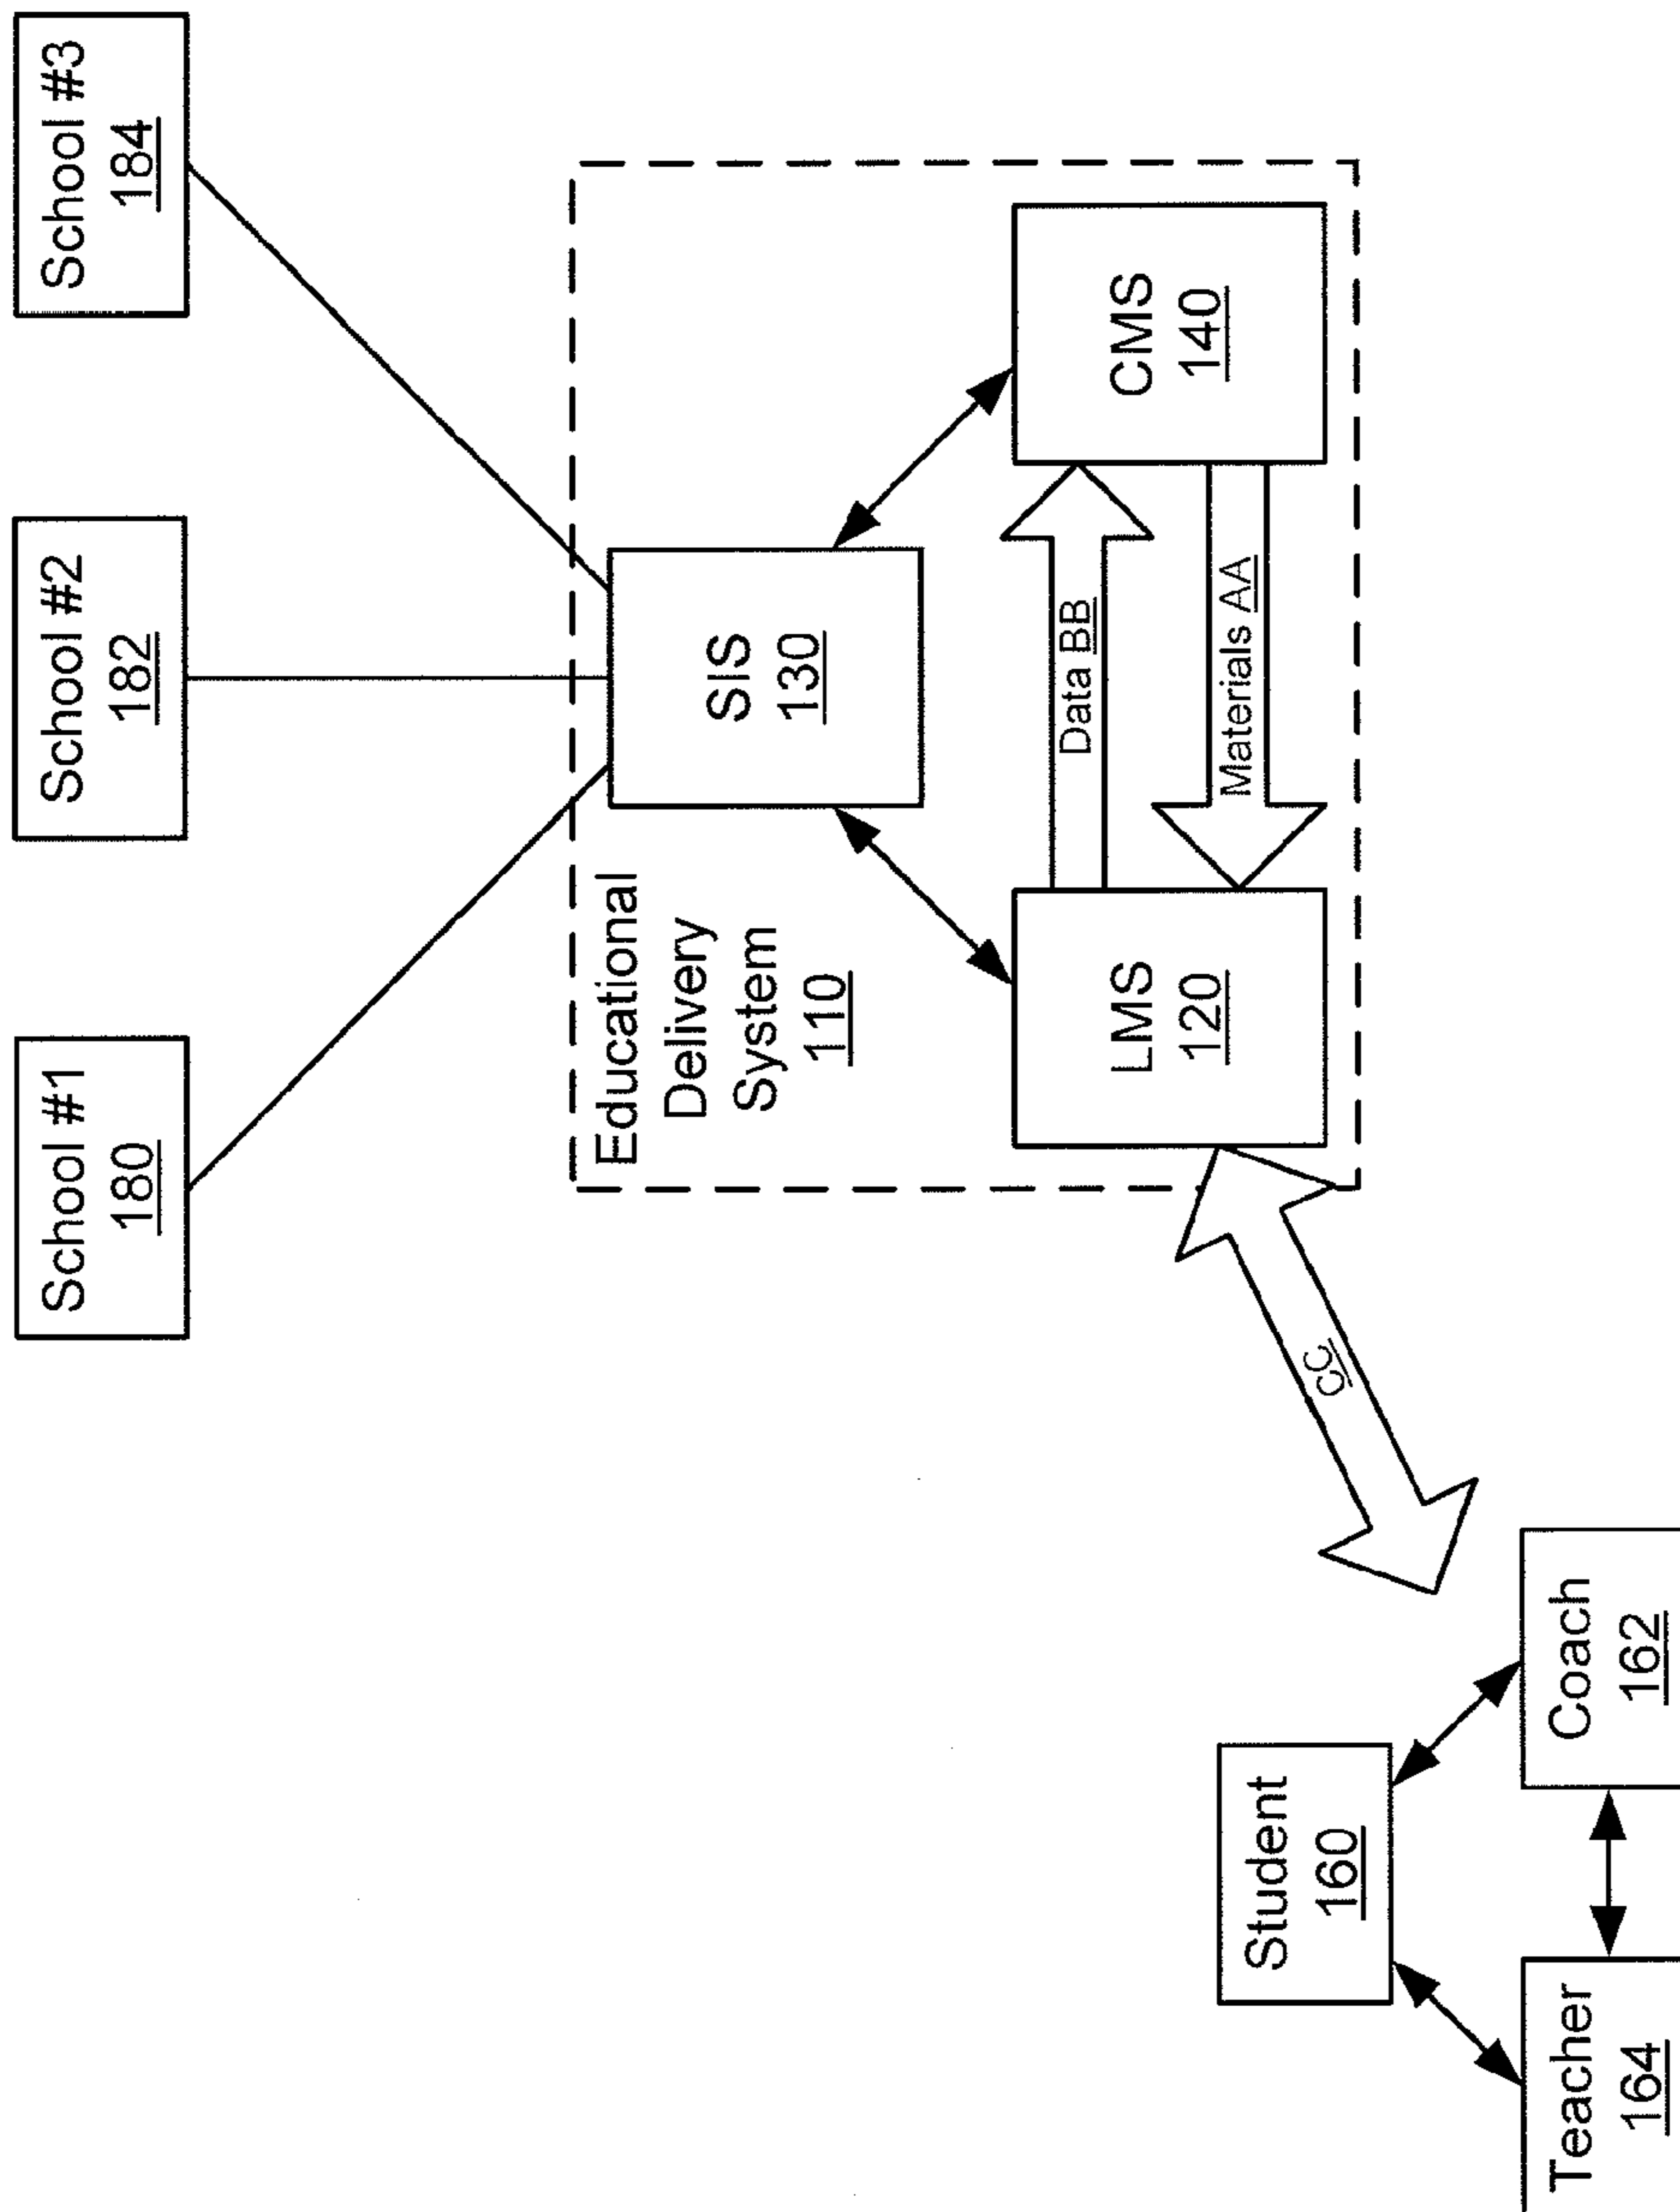 School #1
180
School #2
182
School #3
184
Educational
Delivery
System
110
SIS
130
LMS
120
Data BB
Materials AA
CMS
140
CC
Student
160
Teacher
164
Coach
162